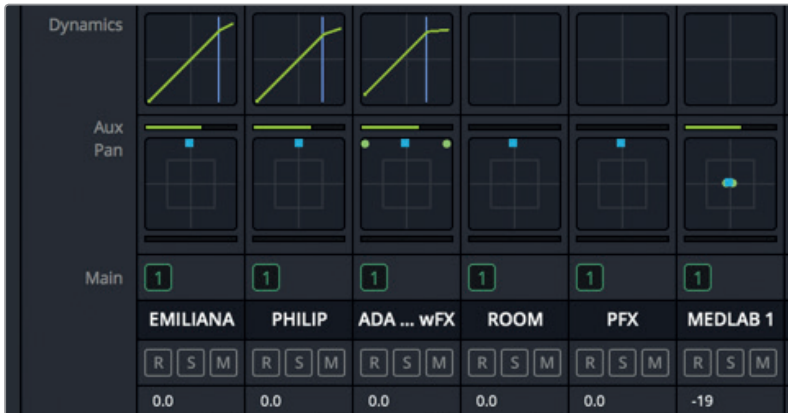 Dynamics
Aux
Pan
Main 1 1 1 1 1 1
EMILIANA PHILIP ADA ... wFX ROOM PFX MEDLAB 1
R S M R S M R S M R S M R S M R S M
0.0 0.0 0.0 0.0 0.0 -19